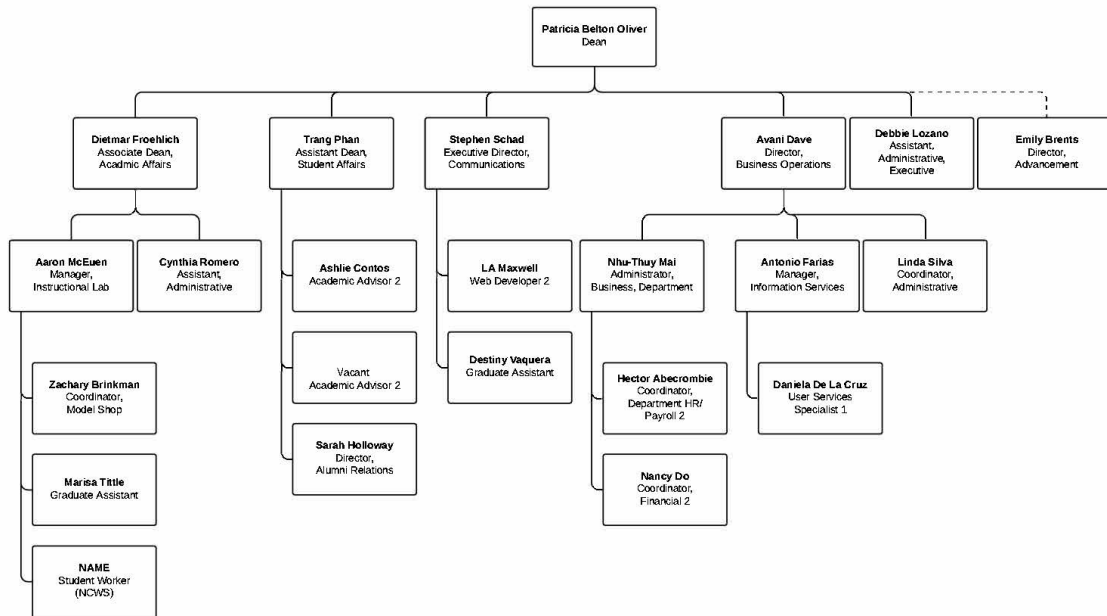 Patricia Belton Oliver
Dean
Dietmar Froehlich
Associate Dean,
Acadmic Affairs
Trang Phan
Assistant Dean,
Student Affairs
Stephen Schad
Executive Director,
Communications
Avani Dave
Director,
Business Operations
Debbie Lozano
Assistant,
Administrative,
Executive
Emily Brents
Director,
Advancement
Aaron McEuen
Manager,
Instructional Lab
Cynthia Romero
Assistant,
Administrative
Ashlie Contos
Academic Advisor 2
LA Maxwell
Web Developer 2
Nhu-Thuy Mai
Administrator,
Business, Department
Antonio Farias
Manager,
Information Services
Linda Silva
Coordinator,
Administrative
Zachary Brinkman
Coordinator,
Model Shop
Vacant
Academic Advisor 2
Destiny Vaquera
Graduate Assistant
Hector Abecrombie
Coordinator,
Department HR/
Payroll 2
Daniela De La Cruz
User Services
Specialist 1
Marisa Tittle
Graduate Assistant
Sarah Holloway
Director,
Alumni Relations
Nancy Do
Coordinator,
Financial 2
NAME
Student Worker
(NCWS)